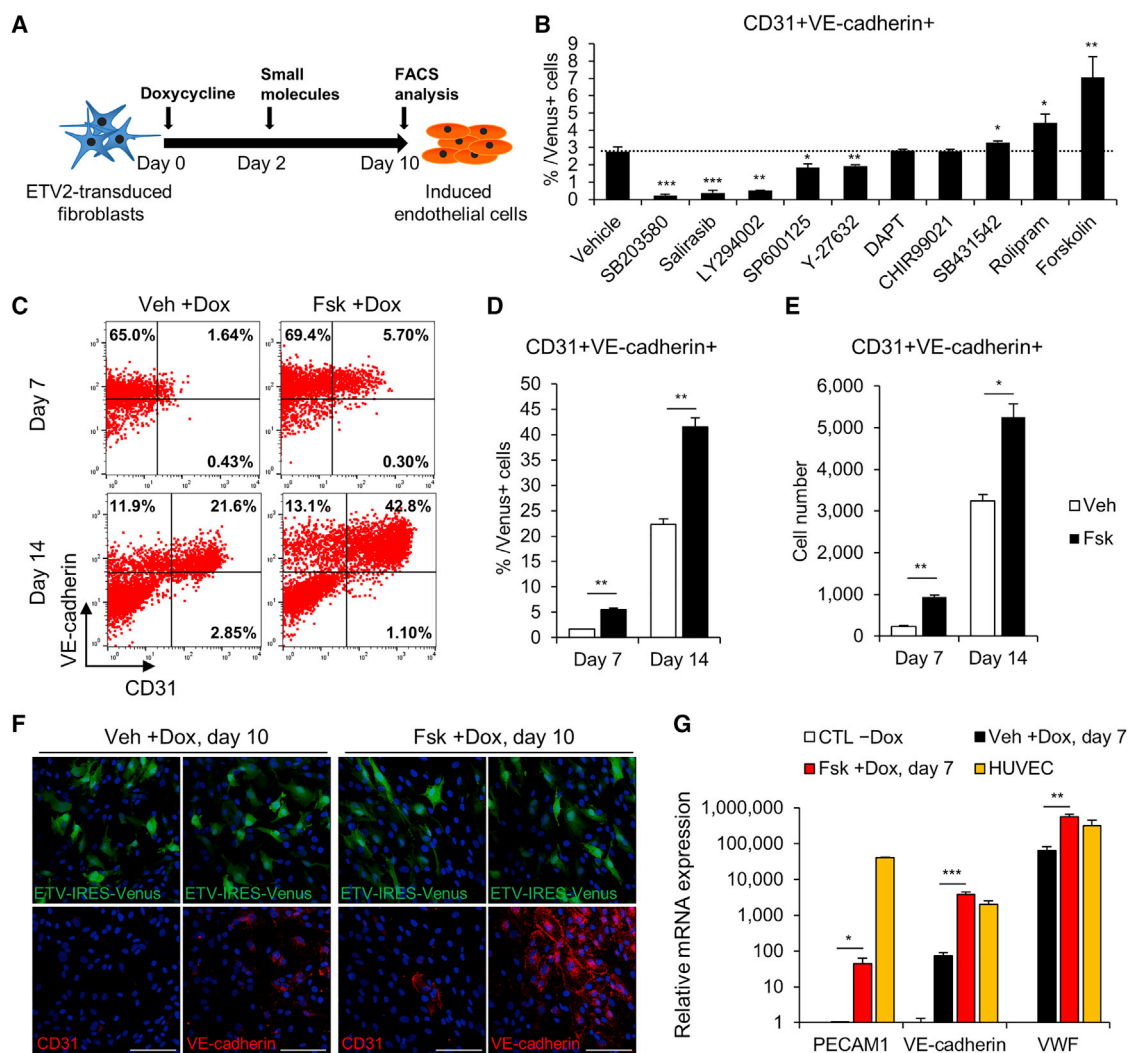 A
Doxycycline
Small
molecules
FACS
analysis
Day 0
Day 2
Day 10
ETV2-transduced
fibroblasts
Induced
endothelial cells
B
CD31+VE-cadherin+
% /Venus+ cells
9
8
7
6
5
4
3
2
1
0
***
***
**
*
**
*
*
**
Vehicle
SB203580
Salirasib
LY294002
SP600125
Y-27632
DAPT
CHIR99021
SB431542
Rolipram
Forskolin
C
Veh +Dox
Fsk +Dox
Day 7
65.0%
1.64%
0.43%
69.4%
5.70%
0.30%
Day 14
11.9%
21.6%
2.85%
13.1%
42.8%
1.10%
10³
10²
10¹
10⁰
10⁰ 10¹ 10² 10³ 10⁴
VE-cadherin
CD31
D
CD31+VE-cadherin+
% /Venus+ cells
50
45
40
35
30
25
20
15
10
5
0
**
**
Day 7
Day 14
E
CD31+VE-cadherin+
Cell number
6,000
5,000
4,000
3,000
2,000
1,000
0
**
*
Day 7
Day 14
Veh
Fsk
F
Veh +Dox, day 10
Fsk +Dox, day 10
ETV-IRES-Venus
ETV-IRES-Venus
ETV-IRES-Venus
ETV-IRES-Venus
CD31
VE-cadherin
CD31
VE-cadherin
G
CTL −Dox
Veh +Dox, day 7
Fsk +Dox, day 7
HUVEC
Relative mRNA expression
1,000,000
100,000
10,000
1,000
100
10
1
*
***
**
PECAM1
VE-cadherin
VWF